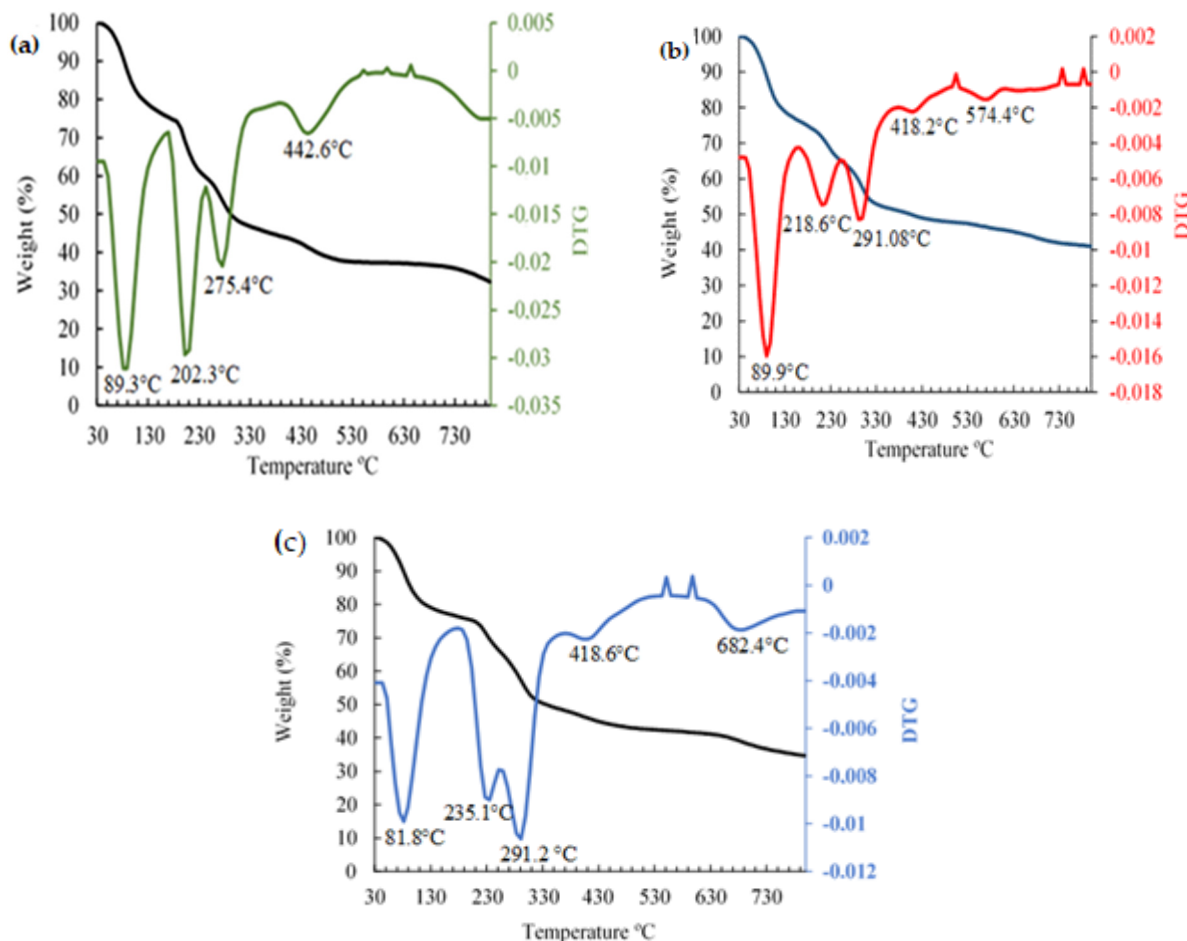 (a)
100
90
80
70
60
50
40
30
20
10
0
Weight (%)
30 130 230 330 430 530 630 730
Temperature ºC
0.005
0
-0.005
-0.01
-0.015
-0.02
-0.025
-0.03
-0.035
DTG
89.3°C
202.3°C
275.4°C
442.6°C
(b)
100
90
80
70
60
50
40
30
20
10
0
Weight (%)
30 130 230 330 430 530 630 730
Temperature ºC
0.002
0
-0.002
-0.004
-0.006
-0.008
-0.01
-0.012
-0.014
-0.016
-0.018
DTG
89.9°C
218.6°C
291.08°C
418.2°C
574.4°C
(c)
100
90
80
70
60
50
40
30
20
10
0
Weight (%)
30 130 230 330 430 530 630 730
Temperature ºC
0.002
0
-0.002
-0.004
-0.006
-0.008
-0.01
-0.012
DTG
81.8°C
235.1°C
291.2 °C
418.6°C
682.4°C